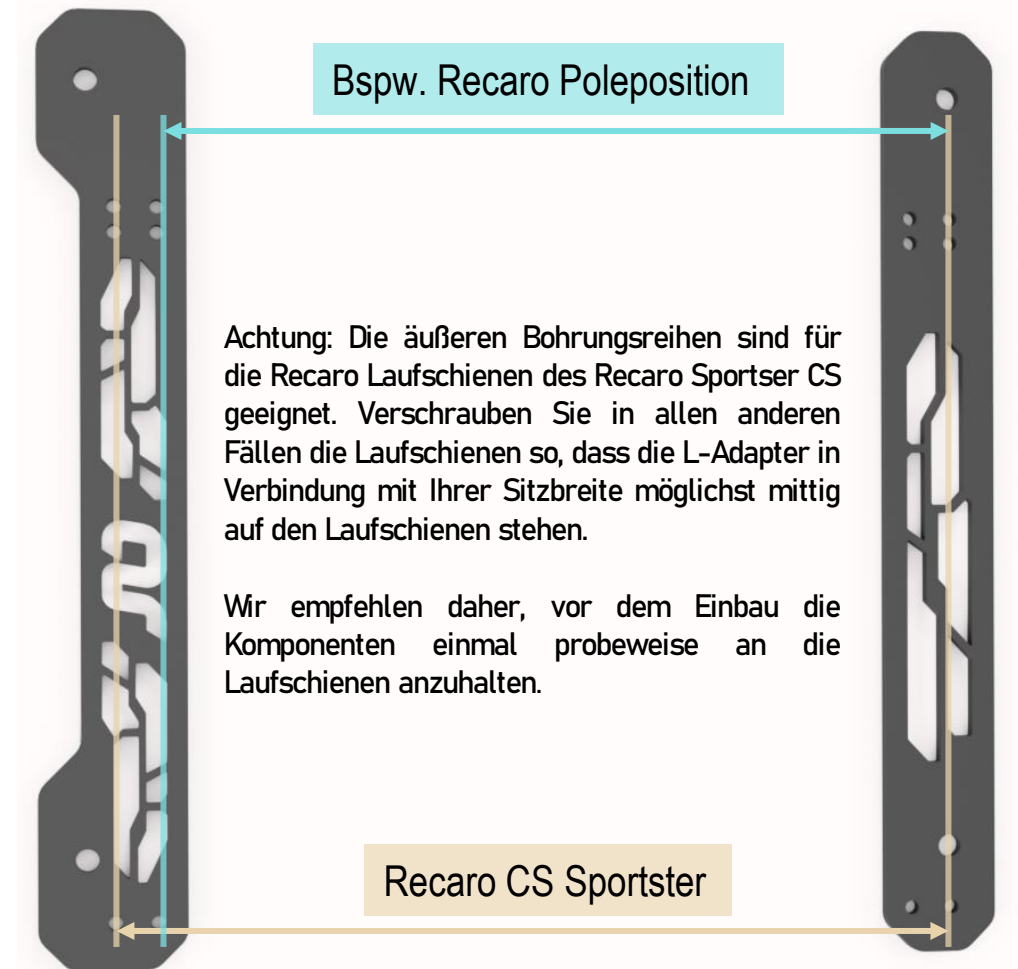 Bspw. Recaro Poleposition
Achtung: Die äußeren Bohrungsreihen sind für
die Recaro Laufschienen des Recaro Sportser CS
geeignet. Verschrauben Sie in allen anderen
Fällen die Laufschienen so, dass die L-Adapter in
Verbindung mit Ihrer Sitzbreite möglichst mittig
auf den Laufschienen stehen.
Wir empfehlen daher, vor dem Einbau die
Komponenten einmal probeweise an die
Laufschienen anzuhalten.
Recaro CS Sportster